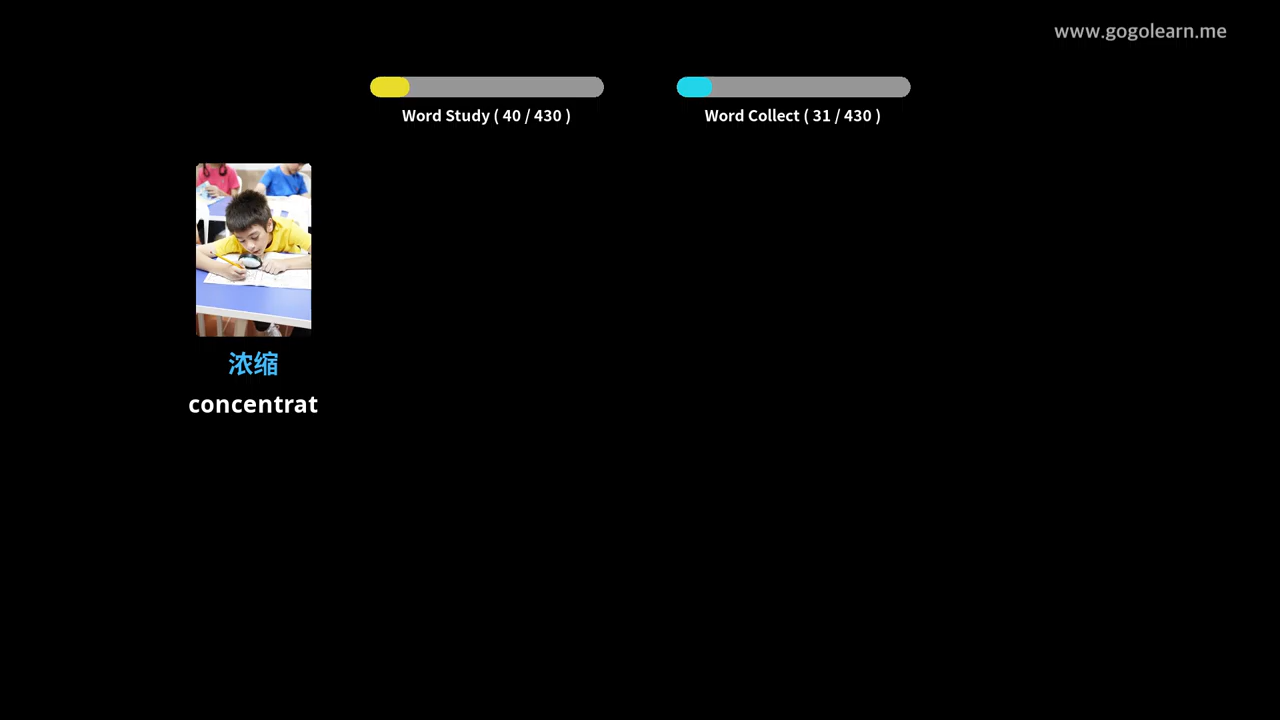 www.gogolearn.me
Word Study ( 40 / 430 )
Word Collect ( 31 / 430 )
浓缩
concentrat